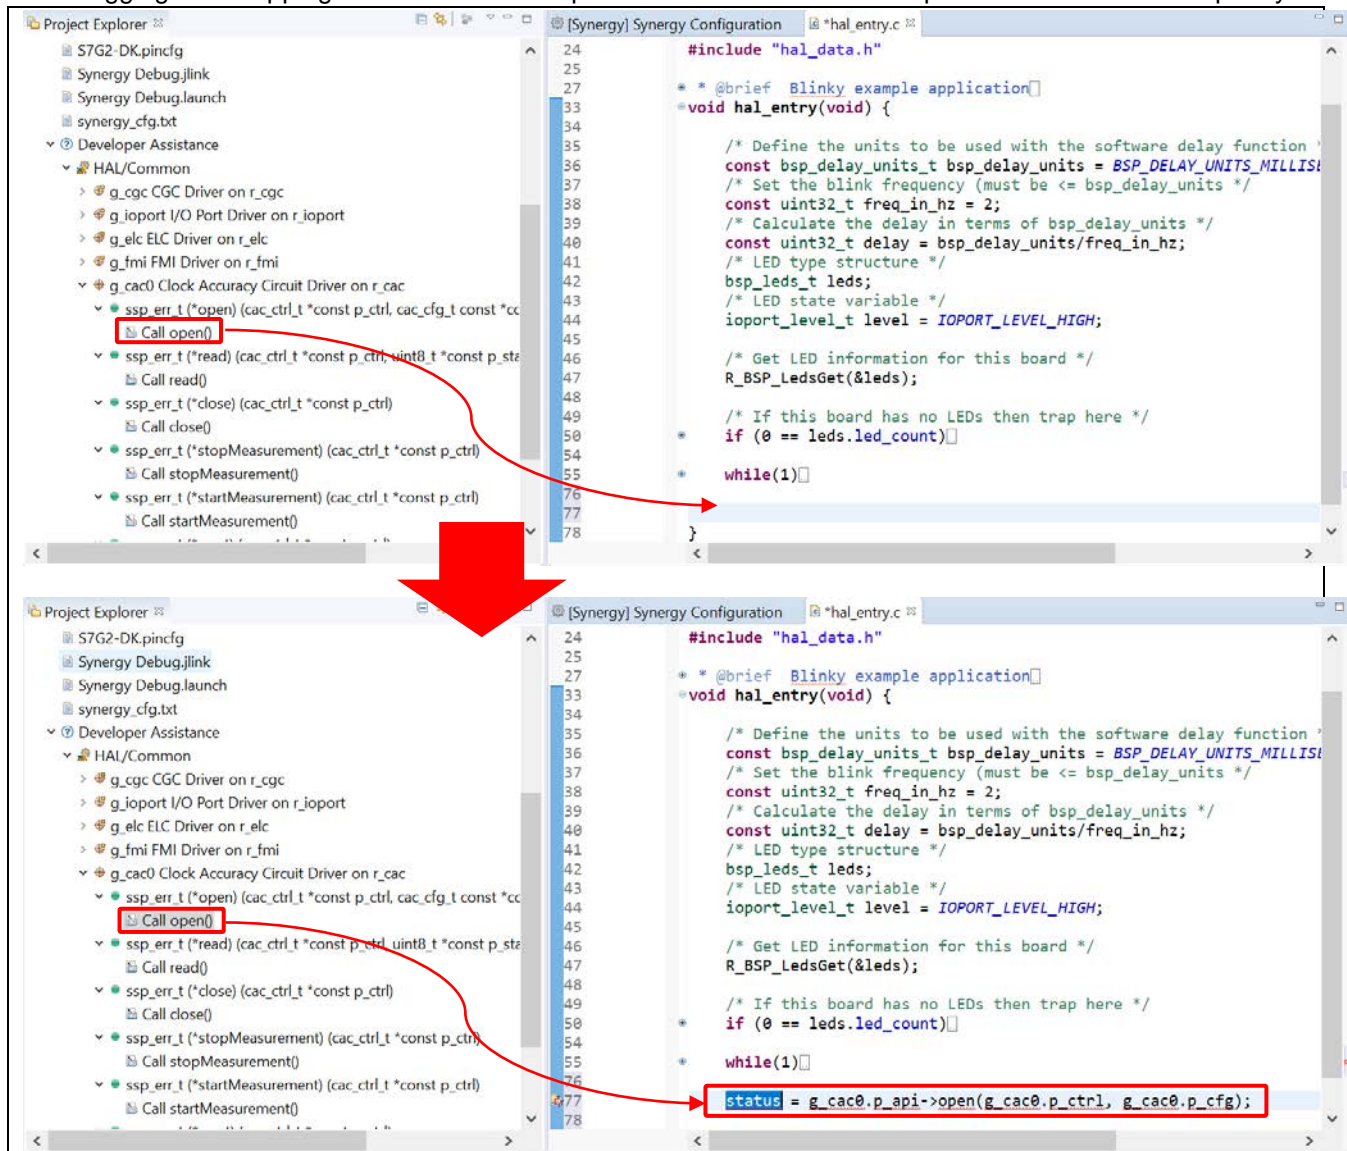 Project Explorer
S7G2-DK.pincfg
Synergy Debug.jlink
Synergy Debug.launch
synergy_cfg.txt
Developer Assistance
HAL/Common
g_cgc CGC Driver on r_cgc
g_ioport I/O Port Driver on r_ioport
g_elc ELC Driver on r_elc
g_fmi FMI Driver on r_fmi
g_cac0 Clock Accuracy Circuit Driver on r_cac
ssp_err_t (*open) (cac_ctrl_t *const p_ctrl, cac_cfg_t const *cc
Call open()
ssp_err_t (*read) (cac_ctrl_t *const p_ctrl, uint8_t *const p_sta
Call read()
ssp_err_t (*close) (cac_ctrl_t *const p_ctrl)
Call close()
ssp_err_t (*stopMeasurement) (cac_ctrl_t *const p_ctrl)
Call stopMeasurement()
ssp_err_t (*startMeasurement) (cac_ctrl_t *const p_ctrl)
Call startMeasurement()
[Synergy] Synergy Configuration
*hal_entry.c
24 #include "hal_data.h"
25
27 * @brief Blinky example application
33 void hal_entry(void) {
34
35 /* Define the units to be used with the software delay function
36 const bsp_delay_units_t bsp_delay_units = BSP_DELAY_UNITS_MILLISE
37 /* Set the blink frequency (must be <= bsp_delay_units */
38 const uint32_t freq_in_hz = 2;
39 /* Calculate the delay in terms of bsp_delay_units */
40 const uint32_t delay = bsp_delay_units/freq_in_hz;
41 /* LED type structure */
42 bsp_leds_t leds;
43 /* LED state variable */
44 ioport_level_t level = IOPORT_LEVEL_HIGH;
45
46 /* Get LED information for this board */
47 R_BSP_LedsGet(&leds);
48
49 /* If this board has no LEDs then trap here */
50 if (0 == leds.led_count)
54
55 while(1)
76
77
78 }
Project Explorer
S7G2-DK.pincfg
Synergy Debug.jlink
Synergy Debug.launch
synergy_cfg.txt
Developer Assistance
HAL/Common
g_cgc CGC Driver on r_cgc
g_ioport I/O Port Driver on r_ioport
g_elc ELC Driver on r_elc
g_fmi FMI Driver on r_fmi
g_cac0 Clock Accuracy Circuit Driver on r_cac
ssp_err_t (*open) (cac_ctrl_t *const p_ctrl, cac_cfg_t const *cc
Call open()
ssp_err_t (*read) (cac_ctrl_t *const p_ctrl, uint8_t *const p_sta
Call read()
ssp_err_t (*close) (cac_ctrl_t *const p_ctrl)
Call close()
ssp_err_t (*stopMeasurement) (cac_ctrl_t *const p_ctrl)
Call stopMeasurement()
ssp_err_t (*startMeasurement) (cac_ctrl_t *const p_ctrl)
Call startMeasurement()
[Synergy] Synergy Configuration
*hal_entry.c
24 #include "hal_data.h"
25
27 * @brief Blinky example application
33 void hal_entry(void) {
34
35 /* Define the units to be used with the software delay function
36 const bsp_delay_units_t bsp_delay_units = BSP_DELAY_UNITS_MILLISE
37 /* Set the blink frequency (must be <= bsp_delay_units */
38 const uint32_t freq_in_hz = 2;
39 /* Calculate the delay in terms of bsp_delay_units */
40 const uint32_t delay = bsp_delay_units/freq_in_hz;
41 /* LED type structure */
42 bsp_leds_t leds;
43 /* LED state variable */
44 ioport_level_t level = IOPORT_LEVEL_HIGH;
45
46 /* Get LED information for this board */
47 R_BSP_LedsGet(&leds);
48
49 /* If this board has no LEDs then trap here */
50 if (0 == leds.led_count)
54
55 while(1)
76
77 status = g_cac0.p_api->open(g_cac0.p_ctrl, g_cac0.p_cfg);
78